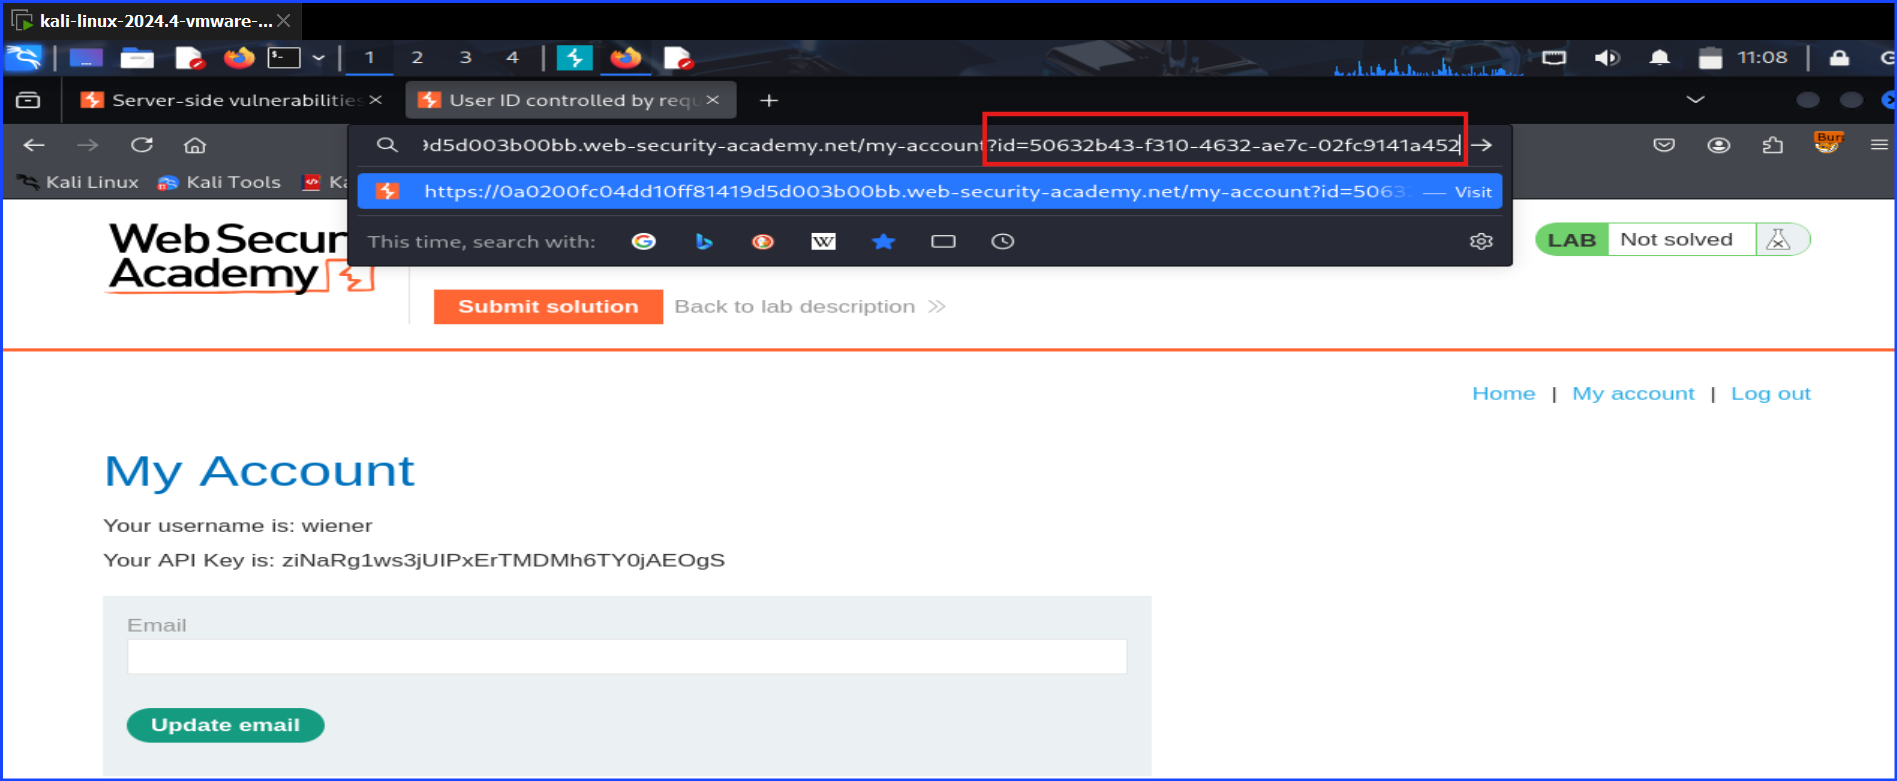 kali-linux-2024.4-vmware-...
1 2 3 4 11:08
Server-side vulnerabilities User ID controlled by requ
9d5d003b00bb.web-security-academy.net/my-account?id=50632b43-f310-4632-ae7c-02fc9141a452
Kali Linux Kali Tools Ka
https://0a0200fc04dd10ff81419d5d003b00bb.web-security-academy.net/my-account?id=5063 — Visit
This time, search with:
Web Secur
Academy
LAB Not solved
Submit solution Back to lab description
Home | My account | Log out
My Account
Your username is: wiener
Your API Key is: ziNaRg1ws3jUIPxErTMDMh6TY0jAEOgS
Email
Update email